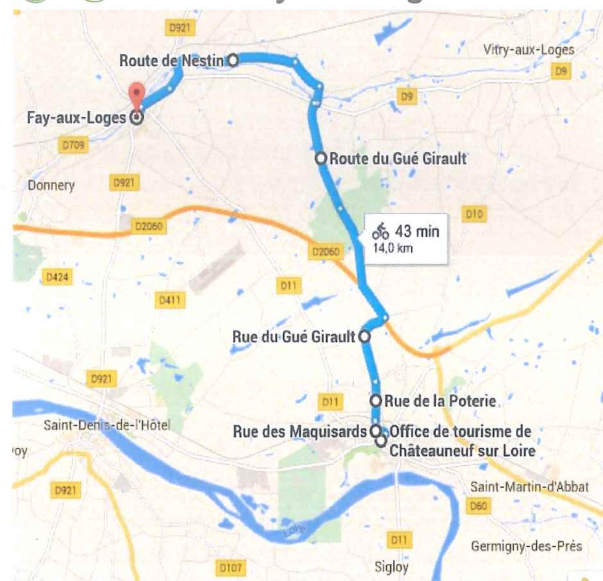 D921
Route de Nestin
Vitry-aux-Loges
D9
D9
Fay-aux-Loges
D709
Route du Gué Girault
D921
Donnery
D2060
43 min
14,0 km
D10
D2060
D424
D11
D411
Rue du Gué Girault
D921
D11
Rue de la Poterie
Saint-Denis-de-l'Hôtel
Rue des Maquisards
Office de tourisme de
Châteauneuf sur Loire
voy
Saint-Martin-d'Abbat
D921
D60
Loire
D11
Germigny-des-Prés
D107
Sigloy